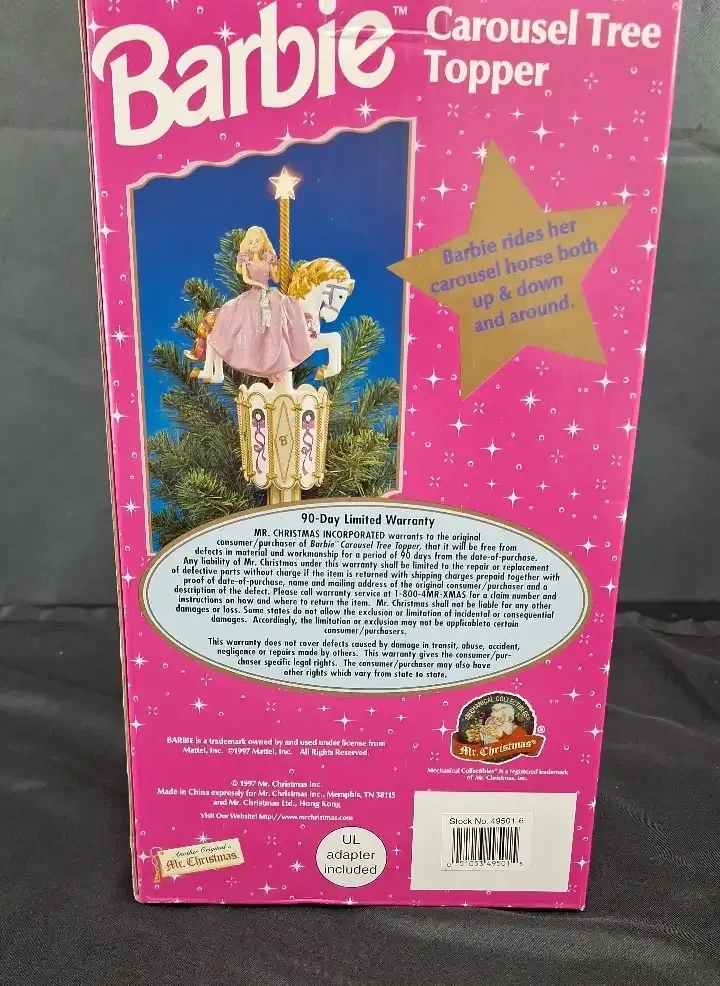 Barbie™
Carousel Tree
Topper
Barbie rides her
carousel horse both
up & down
and around.
B
90-Day Limited Warranty
MR. CHRISTMAS INCORPORATED warrants to the original
consumer/purchaser of Barbie™ Carousel Tree Topper, that it will be free from
defects in material and workmanship for a period of 90 days from the date-of-purchase.
Any liability of Mr. Christmas under this warranty shall be limited to the repair or replacement
of defective parts without charge if the item is returned with shipping charges prepaid together with
proof of date-of-purchase, name and mailing address of the original consumer/purchaser and a
description of the defect. Please call warranty service at 1-800-4MR-XMAS for a claim number and
instructions on how and where to return the item. Mr. Christmas shall not be liable for any other
damages or loss. Some states do not allow the exclusion or limitation of incidental or consequential
damages. Accordingly, the limitation or exclusion may not be applicableto certain
consumer/purchasers.
This warranty does not cover defects caused by damage in transit, abuse, accident,
negligence or repairs made by others. This warranty gives the consumer/pur-
chaser specific legal rights. The consumer/purchaser may also have
other rights which vary from state to state.
MECHANICAL COLLECTIBLES
Mr. Christmas®
Mechanical Collectibles® is a registered trademark
of Mr. Christmas, Inc.
BARBIE is a trademark owned by and used under license from
Mattel, Inc. ©1997 Mattel, Inc. All Rights Reserved.
© 1997 Mr. Christmas Inc.
Made in China expressly for Mr. Christmas Inc., Memphis, TN 38115
and Mr. Christmas Ltd., Hong Kong
Visit Our Website! http://www.mrchristmas.com
Another Original
Mr. Christmas
UL
adapter
included
Stock No. 49501-6
0 51053 49501 6